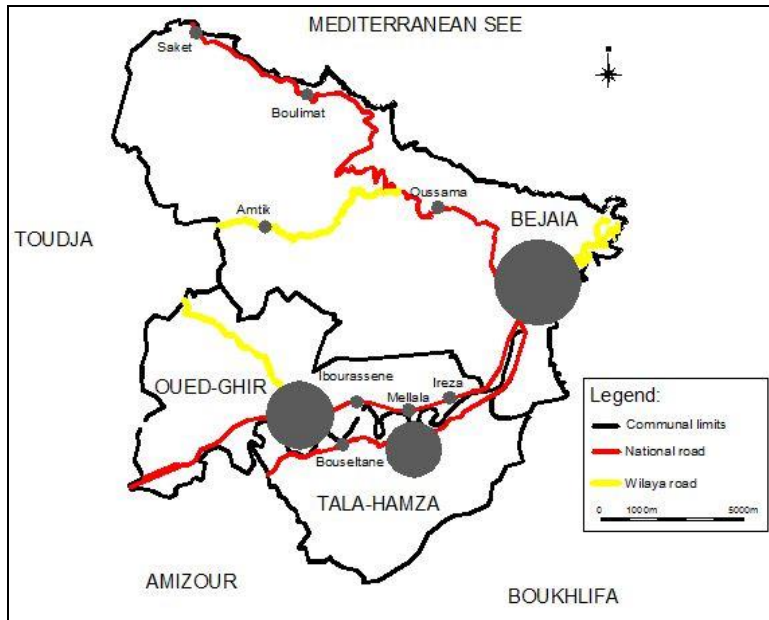 MEDITERRANEAN SEE
Saket
Boulimat
Oussama
Amtik
BEJAIA
TOUDJA
Ibourassene
OUED-GHIR
Mellala
Ireza
Bouseltane
TALA-HAMZA
AMIZOUR
BOUKHLIFA
Legend:
Communal limits
National road
Wilaya road
0 1000m 5000m